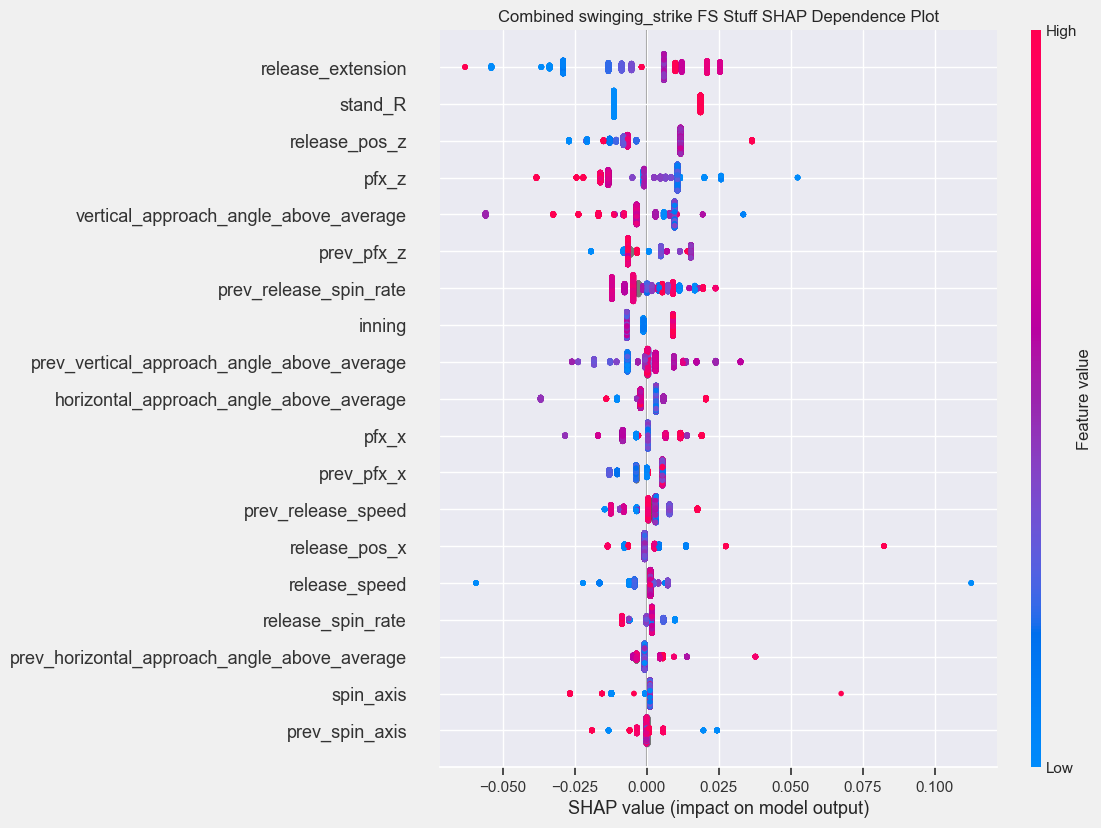 Combined swinging_strike FS Stuff SHAP Dependence Plot
High
release_extension
stand_R
release_pos_z
pfx_z
vertical_approach_angle_above_average
prev_pfx_z
prev_release_spin_rate
inning
prev_vertical_approach_angle_above_average
horizontal_approach_angle_above_average
pfx_x
prev_pfx_x
prev_release_speed
release_pos_x
release_speed
release_spin_rate
prev_horizontal_approach_angle_above_average
spin_axis
prev_spin_axis
Feature value
Low
−0.050 −0.025 0.000 0.025 0.050 0.075 0.100
SHAP value (impact on model output)